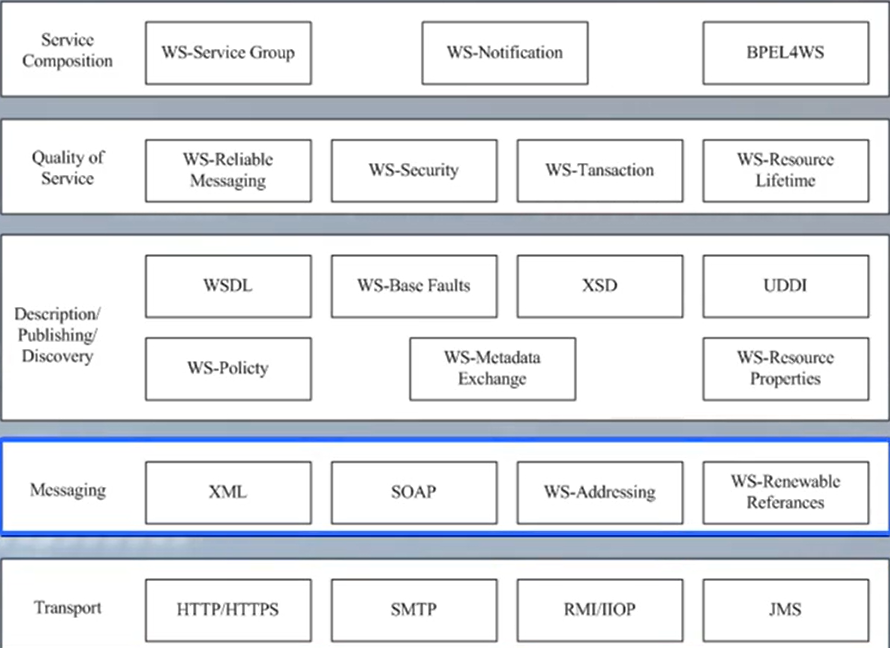 Service
Composition
WS-Service Group
WS-Notification
BPEL4WS
Quality of
Service
WS-Reliable
Messaging
WS-Security
WS-Tansaction
WS-Resource
Lifetime
Description/
Publishing/
Discovery
WSDL
WS-Base Faults
XSD
UDDI
WS-Policty
WS-Metadata
Exchange
WS-Resource
Properties
Messaging
XML
SOAP
WS-Addressing
WS-Renewable
Referances
Transport
HTTP/HTTPS
SMTP
RMI/IIOP
JMS